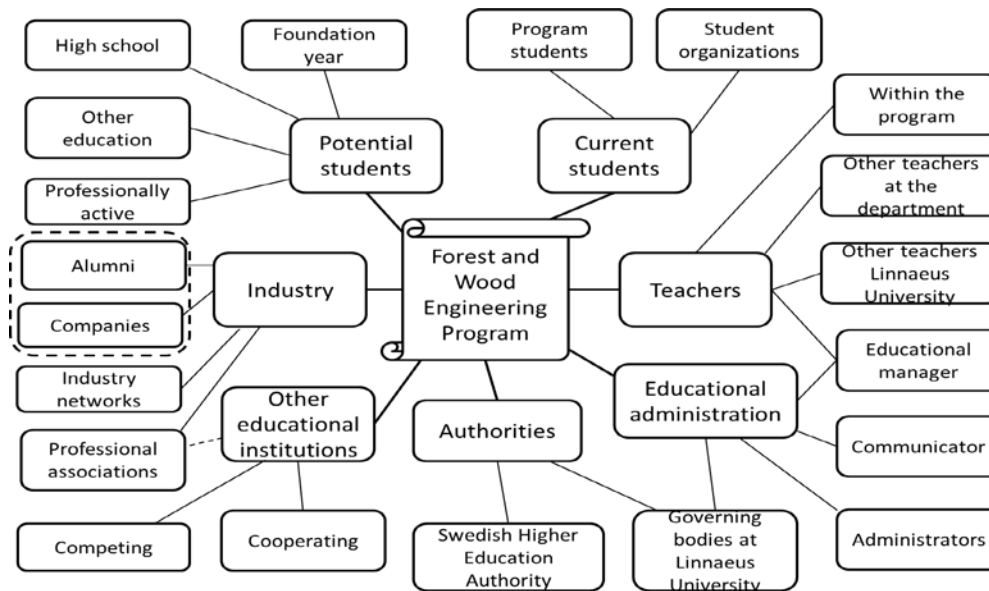 High school
Foundation
year
Program
students
Student
organizations
Other
education
Potential
students
Current
students
Within the
program
Professionally
active
Other teachers
at the
department
Alumni
Industry
Forest and
Wood
Engineering
Program
Teachers
Other teachers
Linnaeus
University
Companies
Industry
networks
Other
educational
institutions
Authorities
Educational
administration
Educational
manager
Professional
associations
Communicator
Competing
Cooperating
Swedish Higher
Education
Authority
Governing
bodies at
Linnaeus
University
Administrators